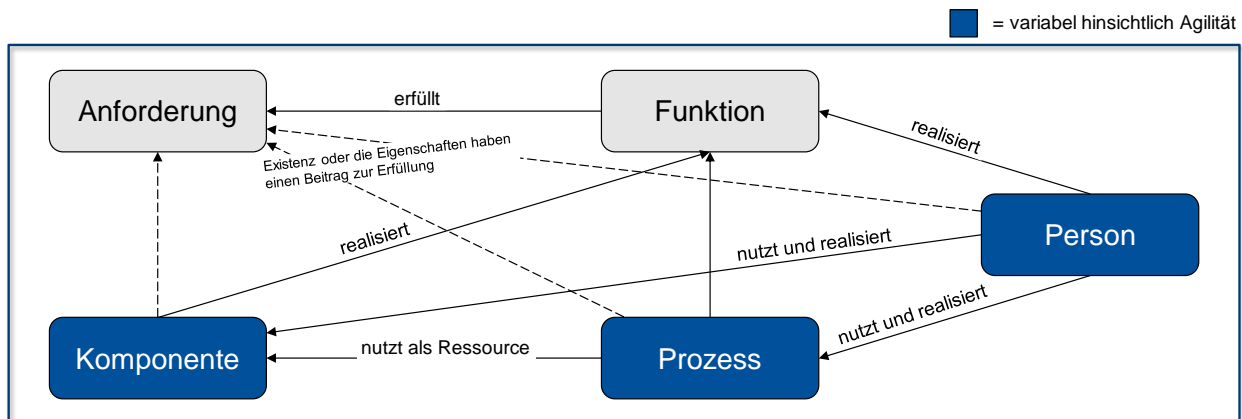 = variabel hinsichtlich Agilität
Anforderung
erfüllt
Funktion
realisiert
Existenz oder die Eigenschaften haben
einen Beitrag zur Erfüllung
realisiert
nutzt und realisiert
Person
nutzt und realisiert
Komponente
nutzt als Ressource
Prozess